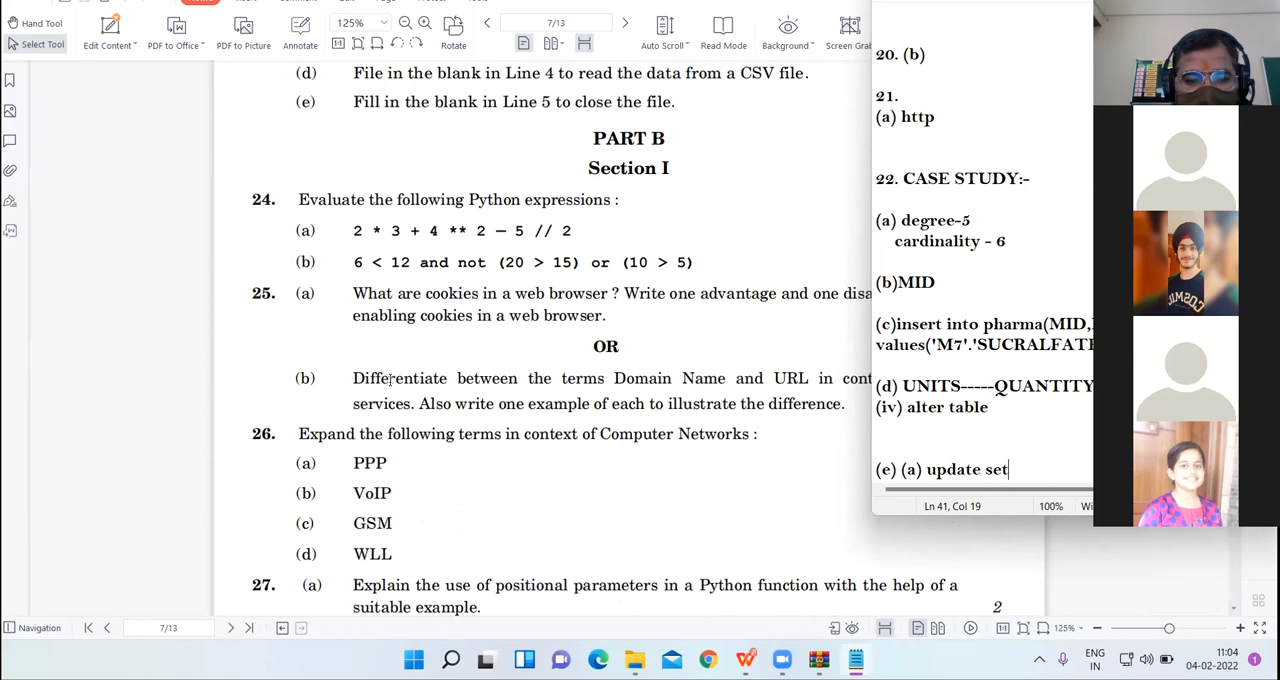 Hand Tool
Select Tool
Edit Content
PDF to Office
PDF to Picture
Annotate
125%
Rotate
7/13
Auto Scroll
Read Mode
Background
Screen Grab
(d) File in the blank in Line 4 to read the data from a CSV file.
(e) Fill in the blank in Line 5 to close the file.
PART B
Section I
24. Evaluate the following Python expressions :
(a) 2 * 3 + 4 ** 2 – 5 // 2
(b) 6 < 12 and not (20 > 15) or (10 > 5)
25. (a) What are cookies in a web browser ? Write one advantage and one disa
enabling cookies in a web browser.
OR
(b) Differentiate between the terms Domain Name and URL in cont
services. Also write one example of each to illustrate the difference.
26. Expand the following terms in context of Computer Networks :
(a) PPP
(b) VoIP
(c) GSM
(d) WLL
27. (a) Explain the use of positional parameters in a Python function with the help of a
suitable example. 2
20. (b)
21.
(a) http
22. CASE STUDY:-
(a) degree-5
cardinality - 6
(b)MID
(c)insert into pharma(MID,
values('M7'.'SUCRALFATE
(d) UNITS-----QUANTITY
(iv) alter table
(e) (a) update set
Ln 41, Col 19
100%
Wi
COSMIC
Navigation
7/13
125%
ENG
IN
11:04
04-02-2022
1